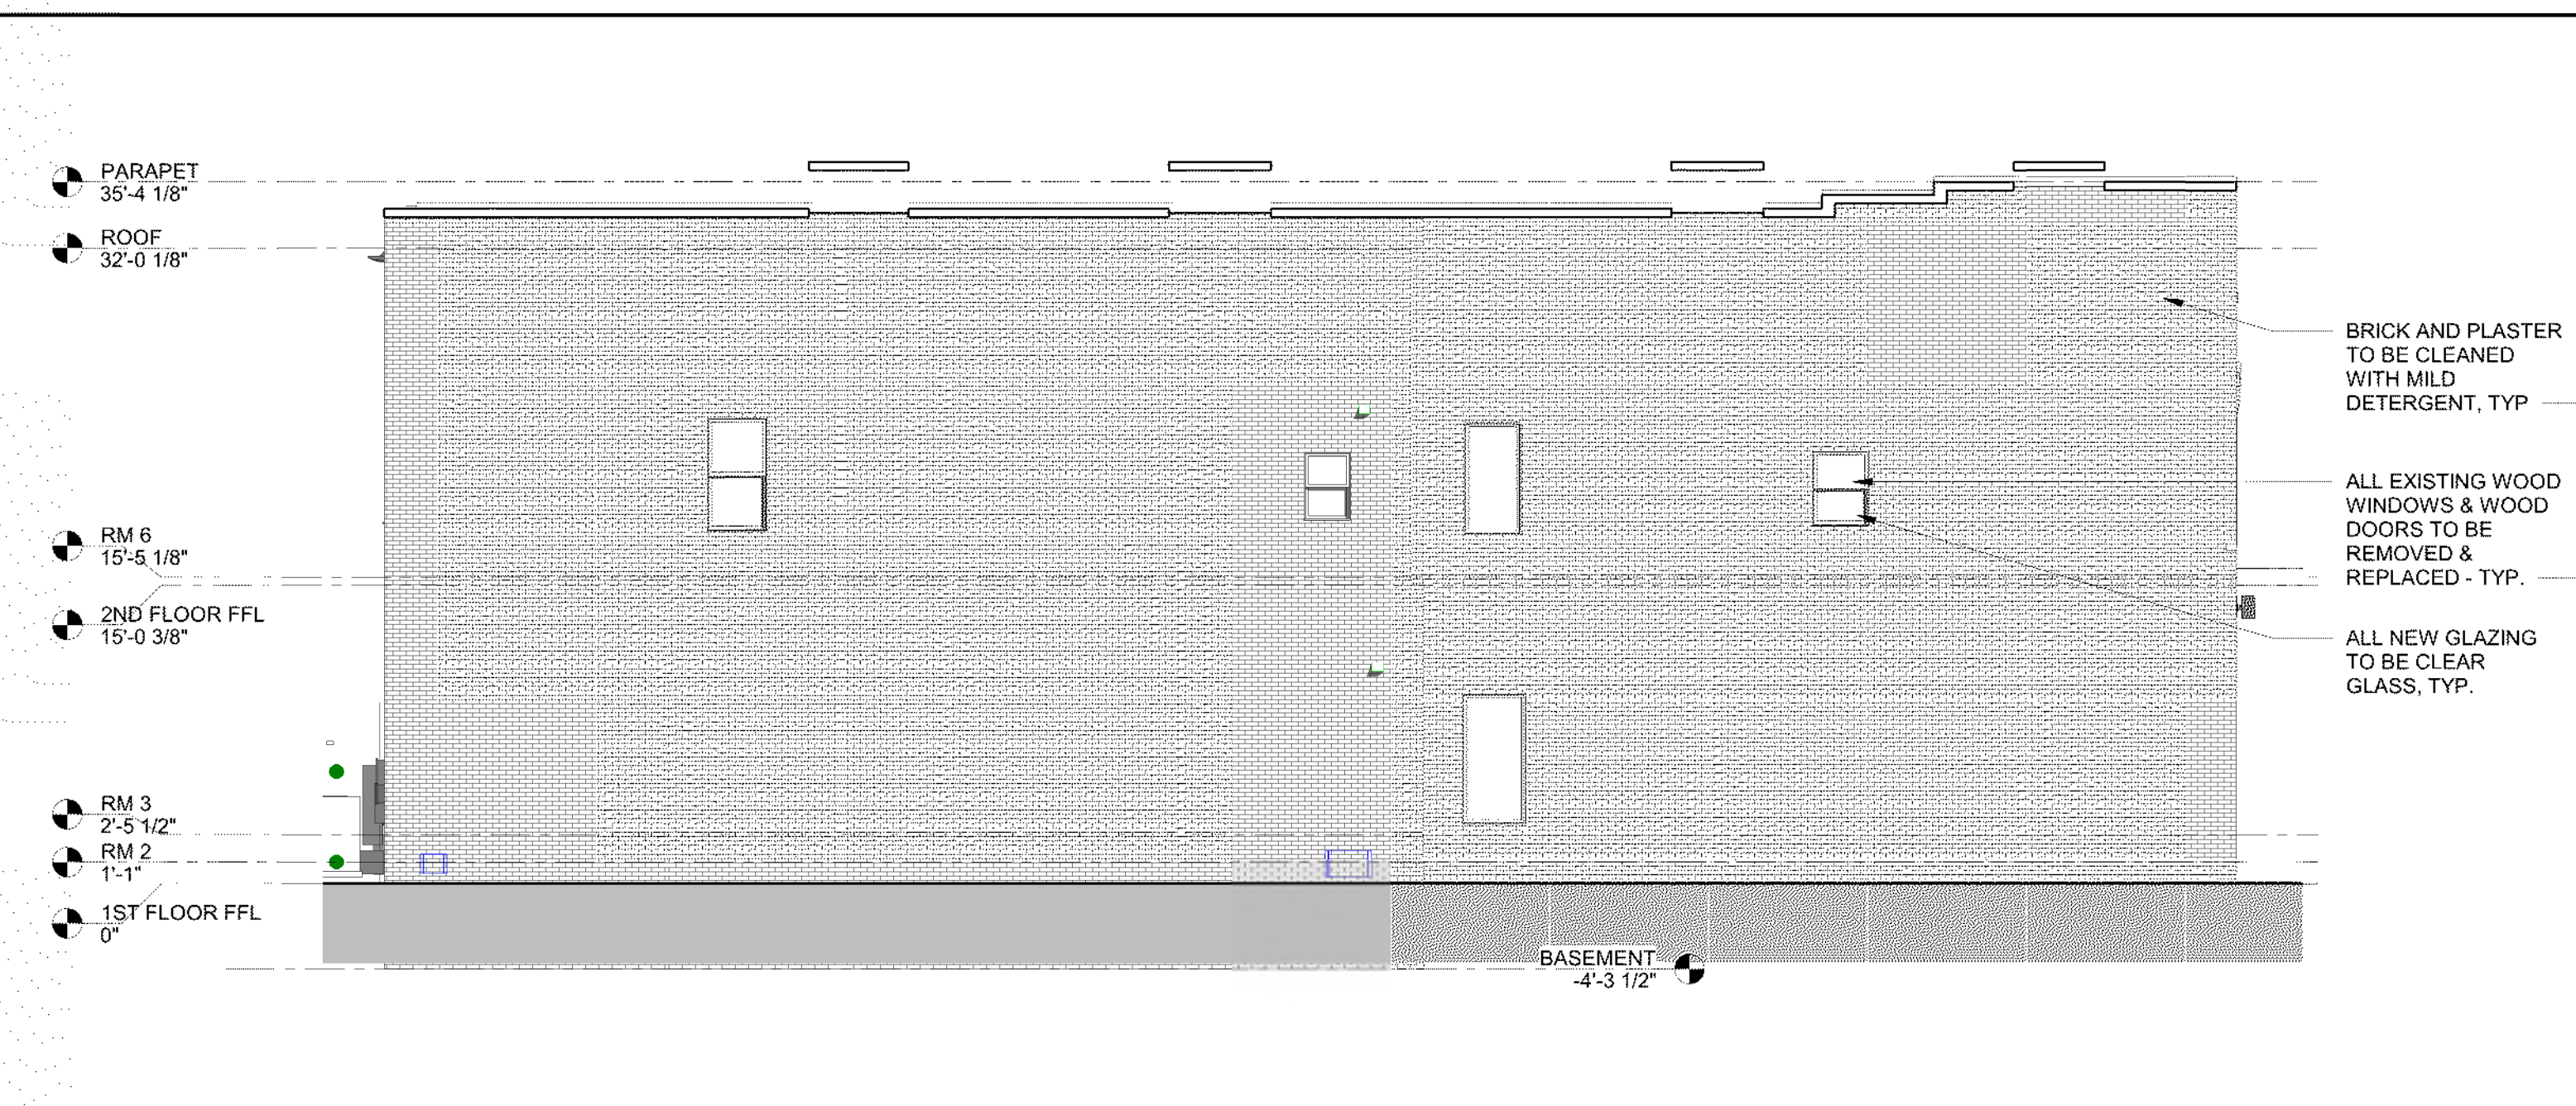 PARAPET
35'-4 1/8"
ROOF
32'-0 1/8"
RM 6
15'-5 1/8"
2ND FLOOR FFL
15'-0 3/8"
RM 3
2'-5 1/2"
RM 2
1'-1"
1ST FLOOR FFL
0"
BASEMENT
-4'-3 1/2"
BRICK AND PLASTER
TO BE CLEANED
WITH MILD
DETERGENT, TYP
ALL EXISTING WOOD
WINDOWS & WOOD
DOORS TO BE
REMOVED &
REPLACED - TYP.
ALL NEW GLAZING
TO BE CLEAR
GLASS, TYP.